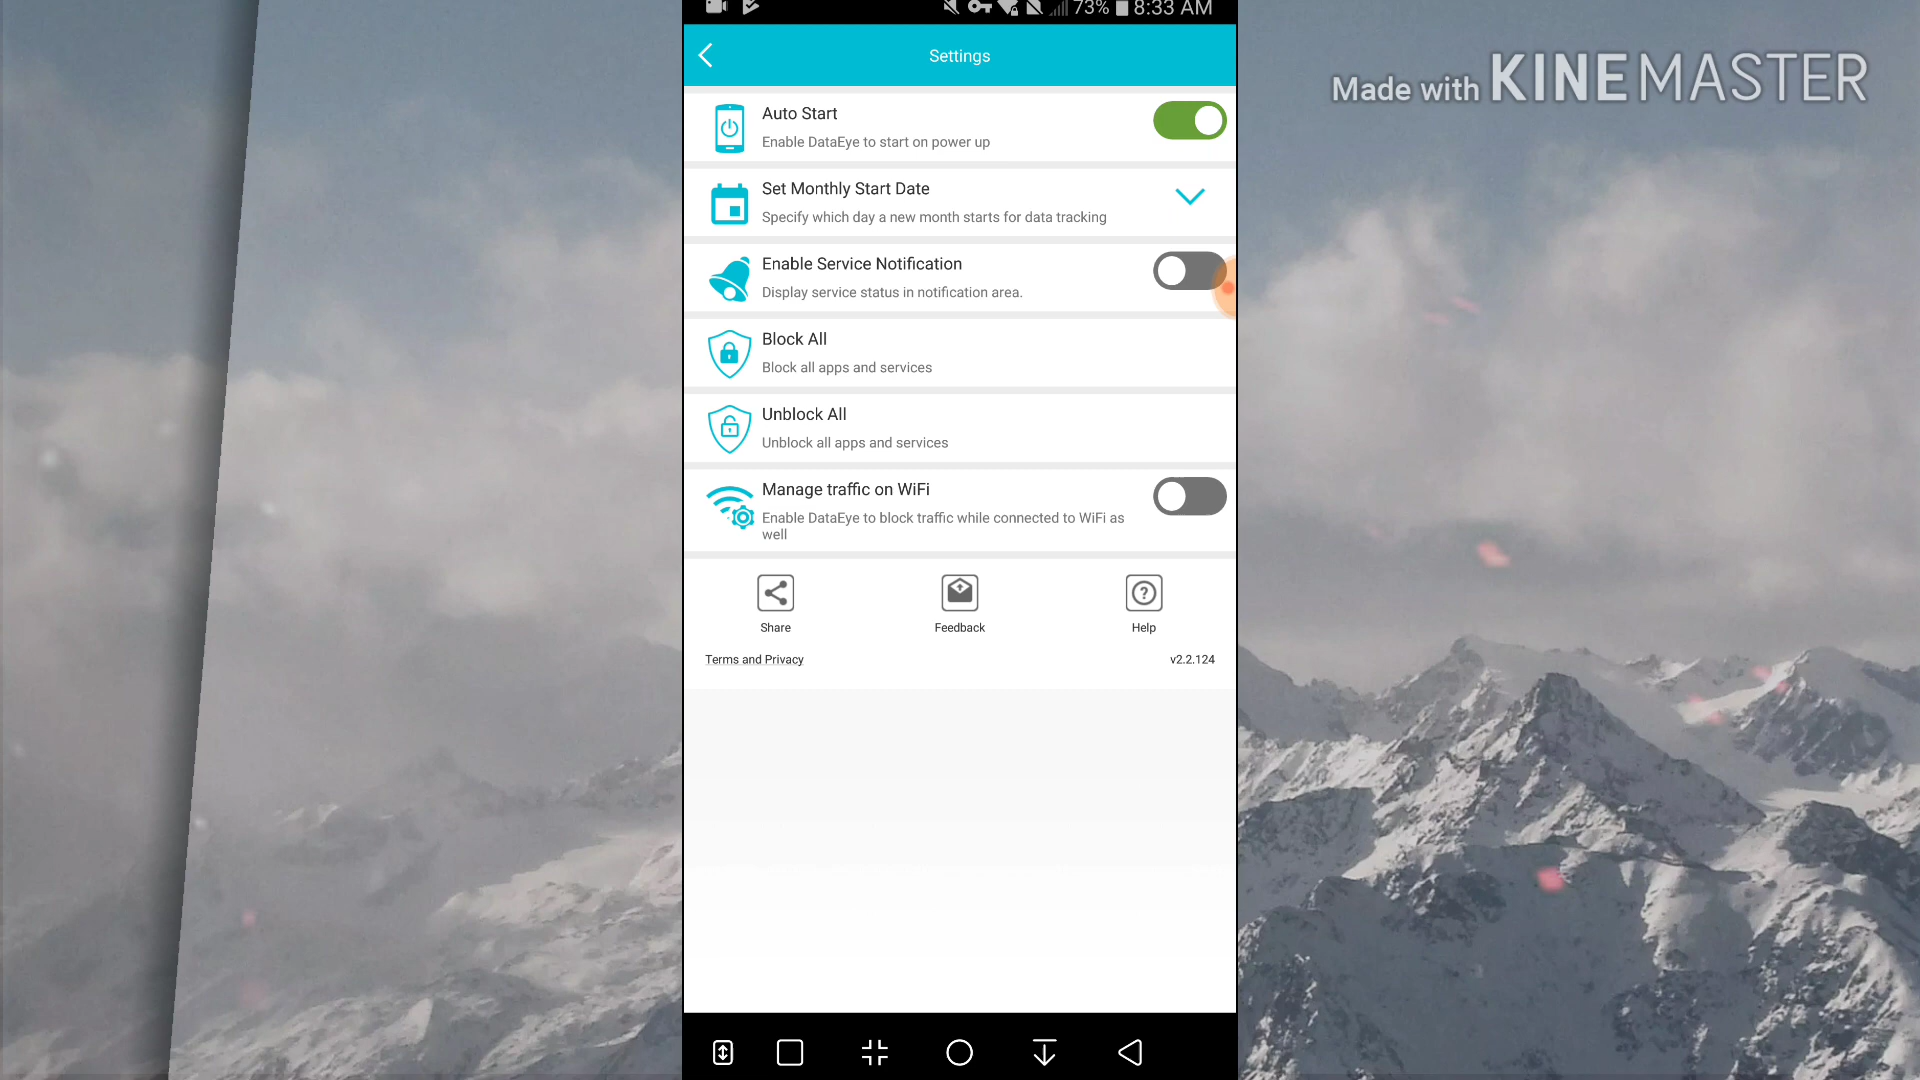 73% 8:33 AM
Made with KINEMASTER
Settings
Auto Start
Enable DataEye to start on power up
Set Monthly Start Date
Specify which day a new month starts for data tracking
Enable Service Notification
Display service status in notification area.
Block All
Block all apps and services
Unblock All
Unblock all apps and services
Manage traffic on WiFi
Enable DataEye to block traffic while connected to WiFi as
well
Share Feedback Help
Terms and Privacy v2.2.124